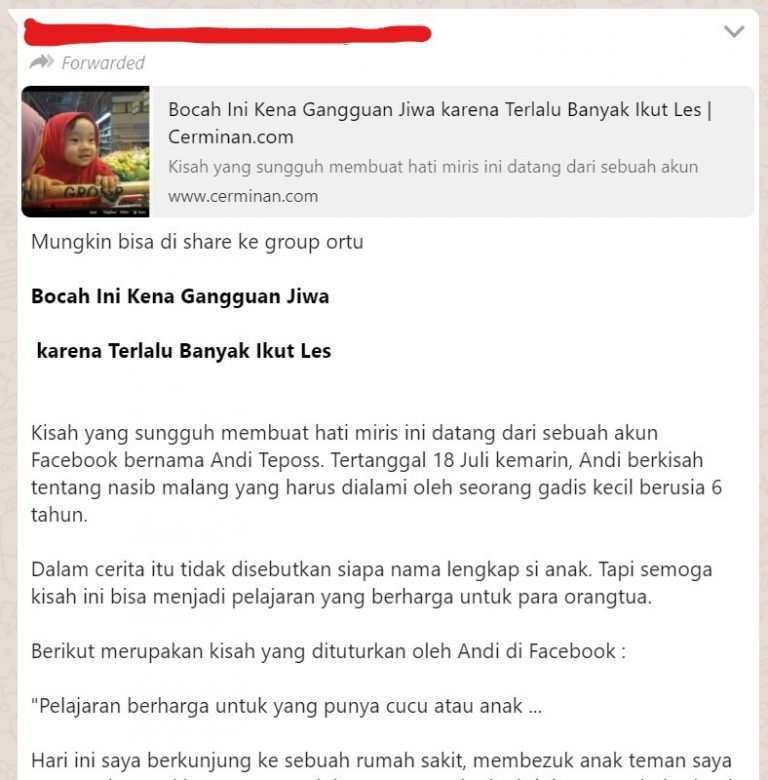 Forwarded
Bocah Ini Kena Gangguan Jiwa karena Terlalu Banyak Ikut Les |
Cerminan.com
Kisah yang sungguh membuat hati miris ini datang dari sebuah akun
www.cerminan.com
GROUP
Mungkin bisa di share ke group ortu
Bocah Ini Kena Gangguan Jiwa
karena Terlalu Banyak Ikut Les
Kisah yang sungguh membuat hati miris ini datang dari sebuah akun
Facebook bernama Andi Teposs. Tertanggal 18 Juli kemarin, Andi berkisah
tentang nasib malang yang harus dialami oleh seorang gadis kecil berusia 6
tahun.
Dalam cerita itu tidak disebutkan siapa nama lengkap si anak. Tapi semoga
kisah ini bisa menjadi pelajaran yang berharga untuk para orangtua.
Berikut merupakan kisah yang dituturkan oleh Andi di Facebook :
"Pelajaran berharga untuk yang punya cucu atau anak ...
Hari ini saya berkunjung ke sebuah rumah sakit, membezuk anak teman saya